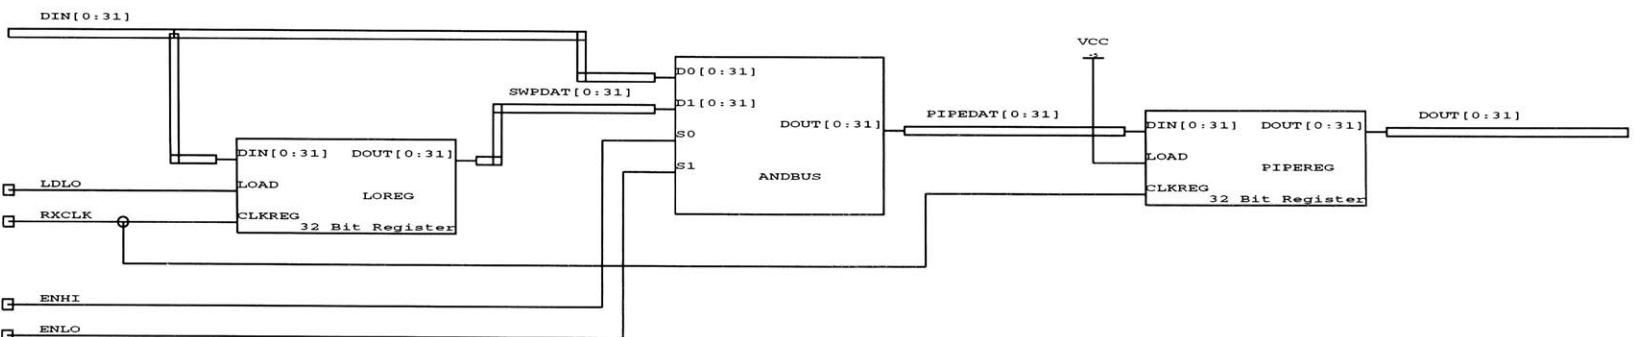 DIN[0:31]
VCC
D0[0:31]
SWPDAT[0:31]
D1[0:31]
PIPEDAT[0:31]
DOUT[0:31]
DOUT[0:31]
DIN[0:31] DOUT[0:31]
S0
DIN[0:31] DOUT[0:31]
LOAD
S1
PIPEREG
ANDBUS
LDLO
LOAD
CLKREG
LOREG
32 Bit Register
RXCLK
CLKREG
32 Bit Register
ENHI
ENLO